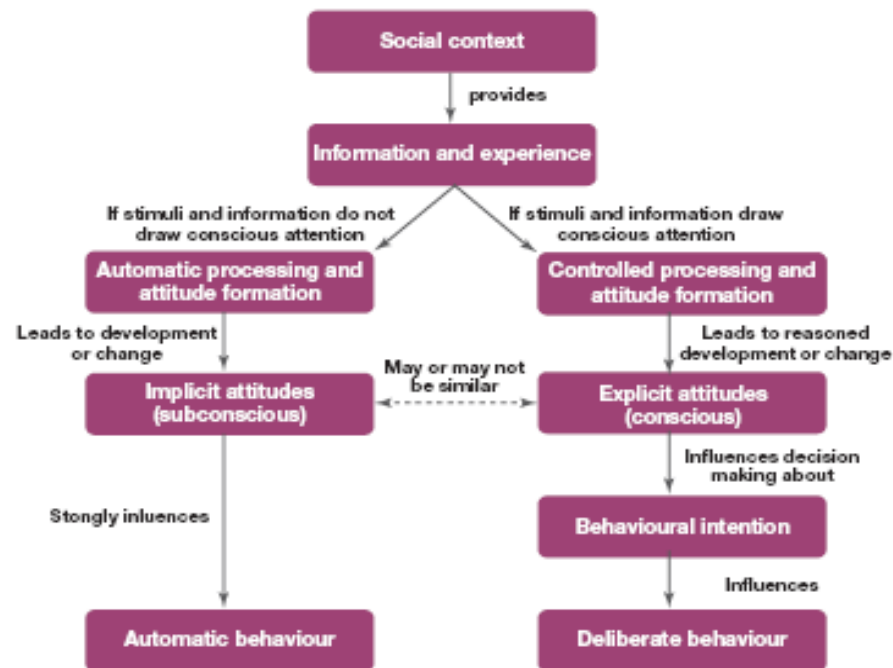 Social context
provides
Information and experience
If stimuli and information do not
draw conscious attention
If stimuli and information draw
conscious attention
Automatic processing and
attitude formation
Controlled processing and
attitude formation
Leads to development
or change
Leads to reasoned
development or change
Implicit attitudes
(subconscious)
May or may not
be similar
Explicit attitudes
(conscious)
Influences decision
making about
Stongly inluences
Behavioural intention
Influences
Automatic behaviour
Deliberate behaviour